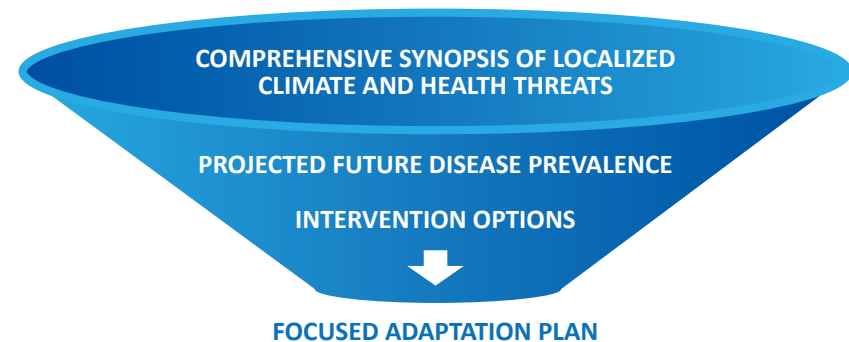 COMPREHENSIVE SYNOPSIS OF LOCALIZED
CLIMATE AND HEALTH THREATS
PROJECTED FUTURE DISEASE PREVALENCE
INTERVENTION OPTIONS
FOCUSED ADAPTATION PLAN